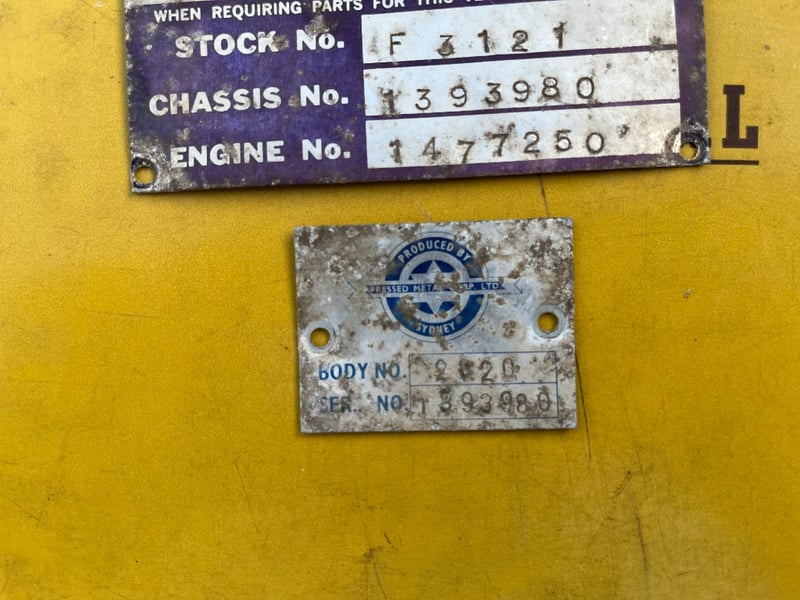 WHEN REQUIRING PARTS FOR THIS
STOCK No. F 3121
CHASSIS No. 1393980
ENGINE No. 1477250
L
PRODUCED BY
PRESSED METAL CORP. LTD.
SYDNEY
BODY NO. 2620
SER. NO. 1393980